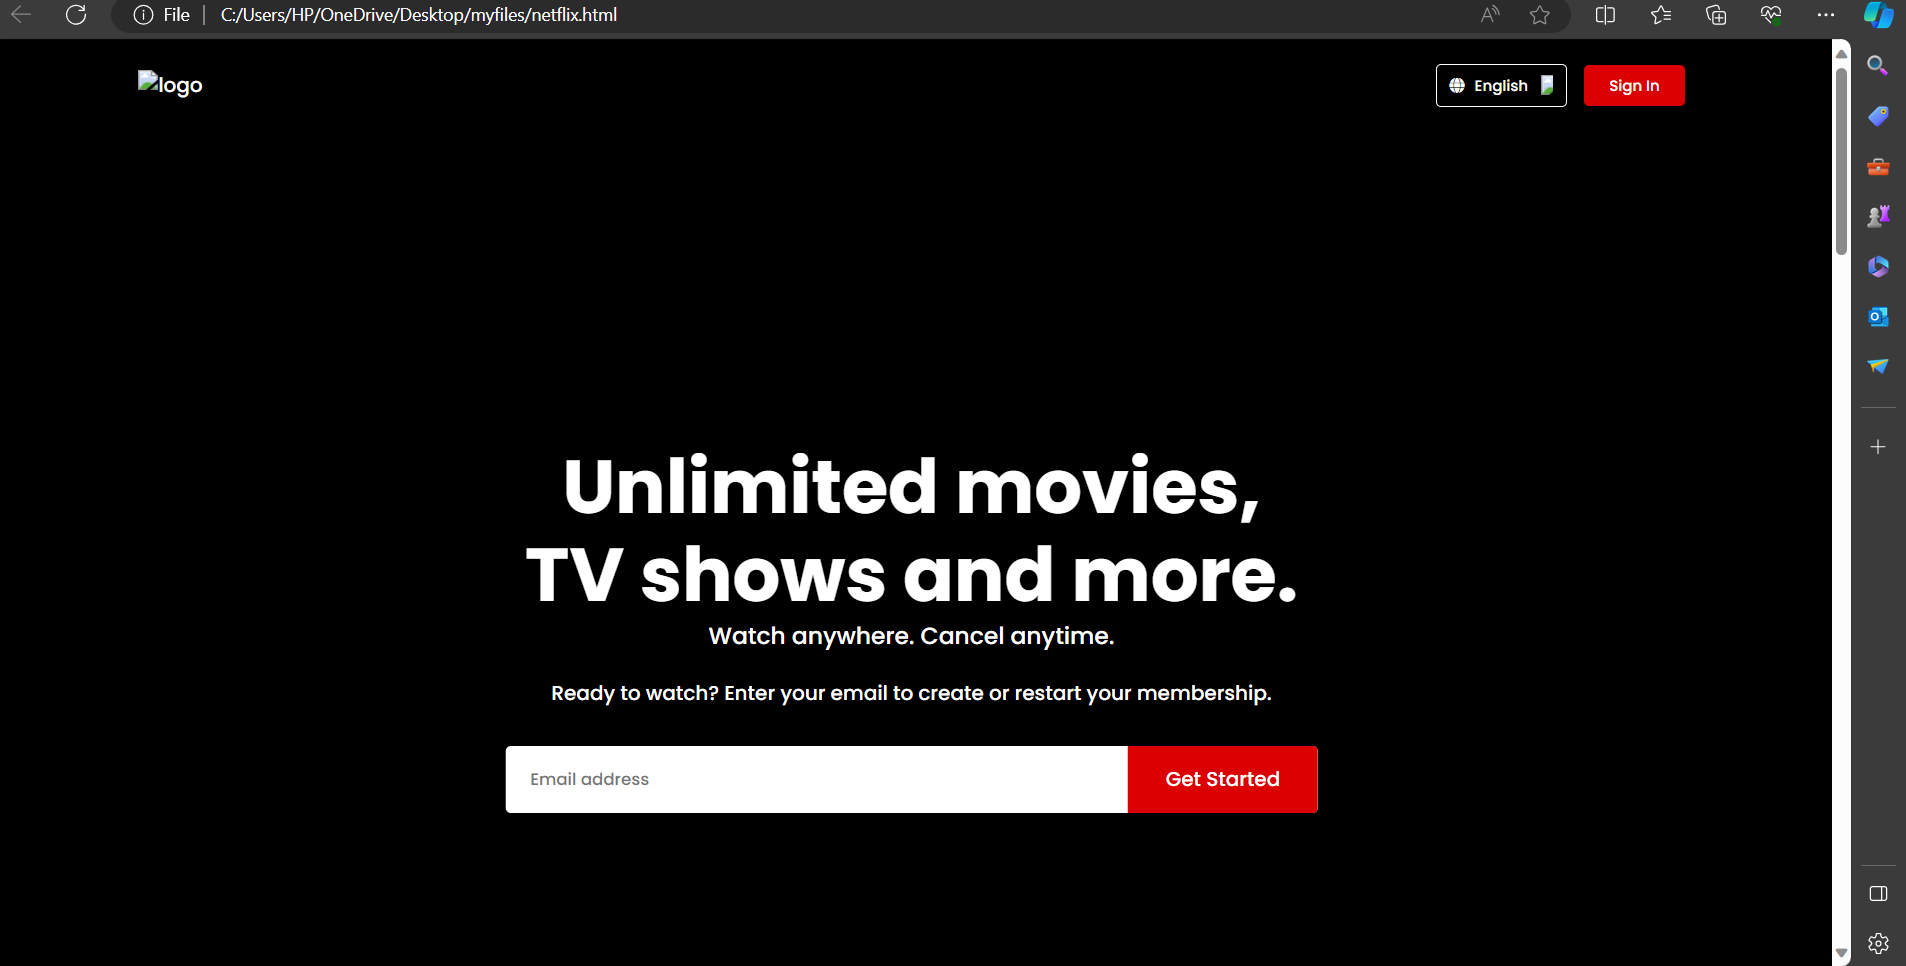 File
C:/Users/HP/OneDrive/Desktop/myfiles/netflix.html
logo
English
Sign In
Unlimited movies,
TV shows and more.
Watch anywhere. Cancel anytime.
Ready to watch? Enter your email to create or restart your membership.
Email address
Get Started